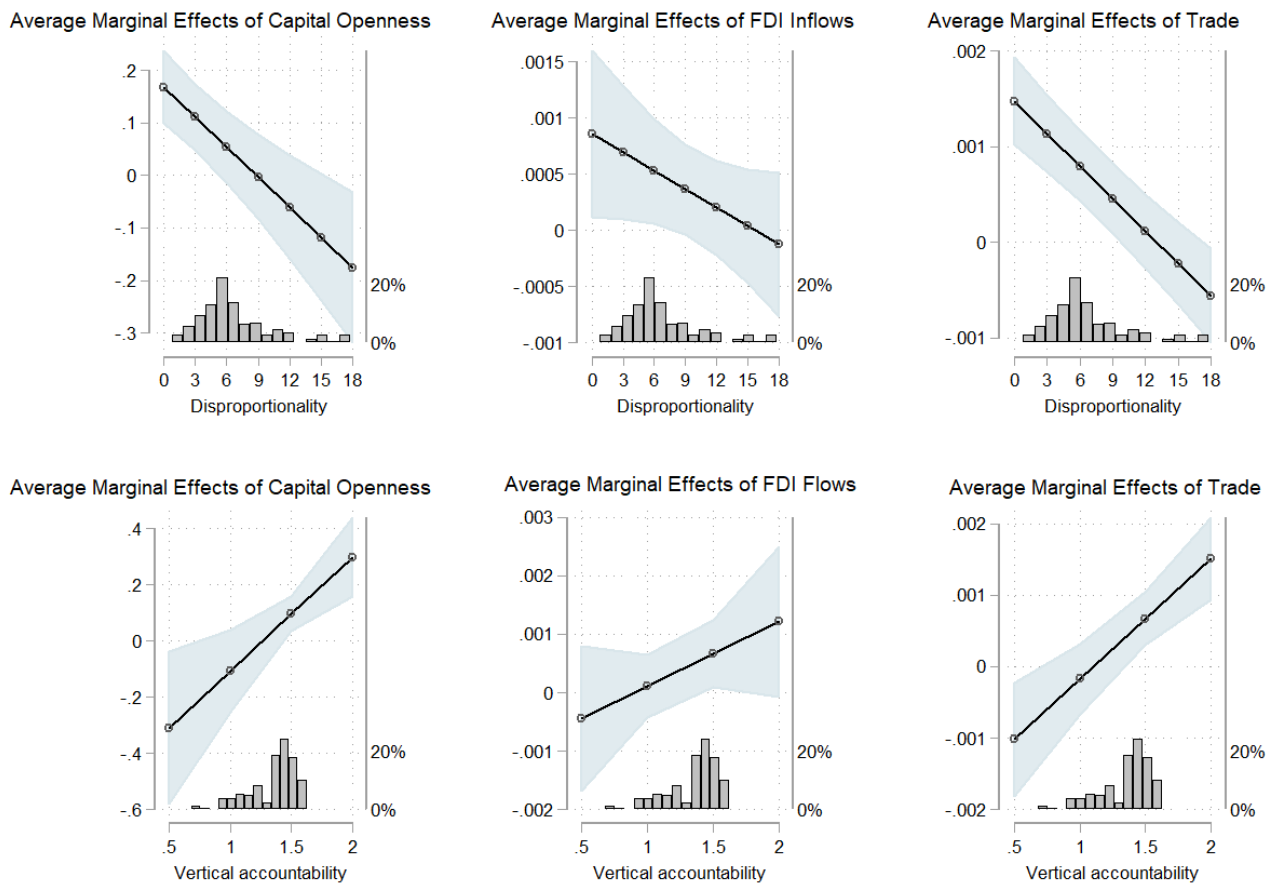 Average Marginal Effects of Capital Openness
.2
.1
0
-.1
-.2
-.3
20%
0%
0 3 6 9 12 15 18
Disproportionality
Average Marginal Effects of FDI Inflows
.0015
.001
.0005
0
-.0005
-.001
20%
0%
0 3 6 9 12 15 18
Disproportionality
Average Marginal Effects of Trade
.002
.001
0
-.001
20%
0%
0 3 6 9 12 15 18
Disproportionality
Average Marginal Effects of Capital Openness
.4
.2
0
-.2
-.4
-.6
20%
0%
.5 1 1.5 2
Vertical accountability
Average Marginal Effects of FDI Flows
.003
.002
.001
0
-.001
-.002
20%
0%
.5 1 1.5 2
Vertical accountability
Average Marginal Effects of Trade
.002
.001
0
-.001
-.002
20%
0%
.5 1 1.5 2
Vertical accountability